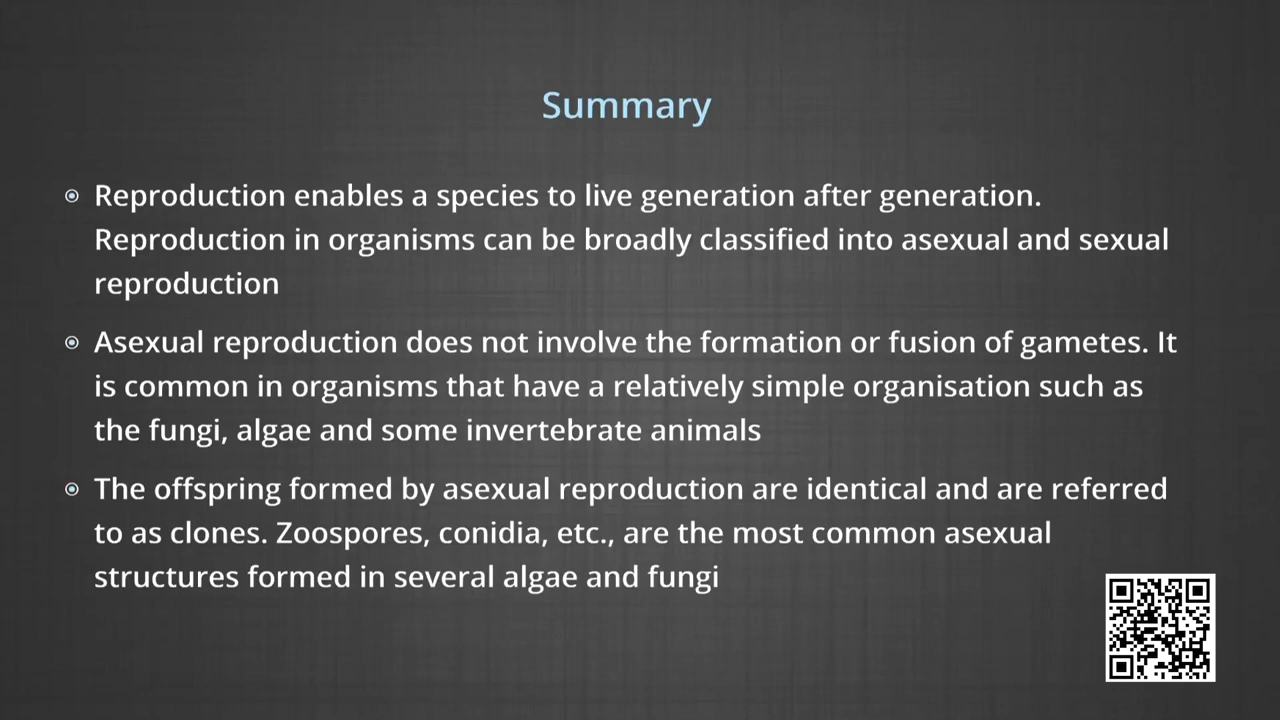 Summary
Reproduction enables a species to live generation after generation.
Reproduction in organisms can be broadly classified into asexual and sexual
reproduction
Asexual reproduction does not involve the formation or fusion of gametes. It
is common in organisms that have a relatively simple organisation such as
the fungi, algae and some invertebrate animals
The offspring formed by asexual reproduction are identical and are referred
to as clones. Zoospores, conidia, etc., are the most common asexual
structures formed in several algae and fungi